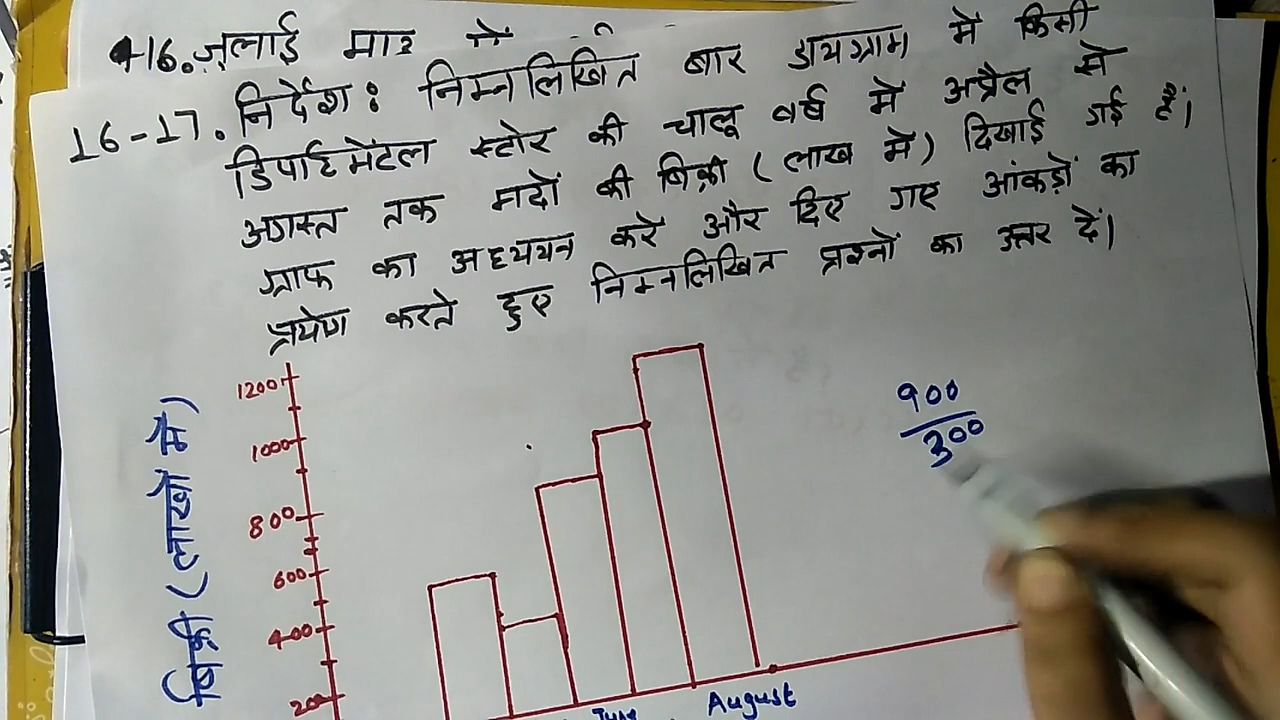 16. जुलाई माह में
16-17. निर्देश: निम्नलिखित बार डायग्राम में किसी
डिपार्टमेंटल स्टोर की चालू वर्ष में अप्रैल से
अगस्त तक मदों की बिक्री (लाख में) दिखाई गई है।
ग्राफ का अध्ययन करें और दिए गए आंकड़ों का
प्रयोग करते हुए निम्नलिखित प्रश्नों का उत्तर दें।
बिक्री (लाखों में)
1200
1000
800
600
400
200
900
300
June
August